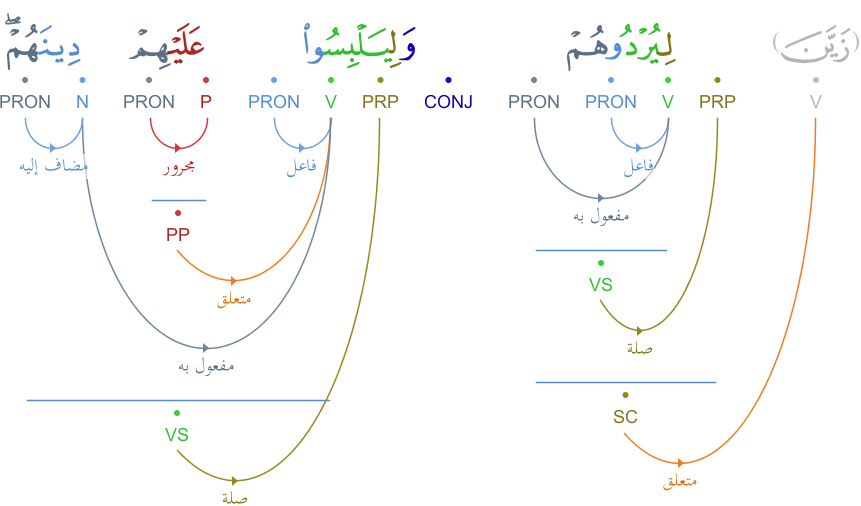 (زَيَّنَ) لِيُرْدُوهُمْ وَلِيَلْبِسُوا۟ عَلَيْهِمْ دِينَهُمْ ۖ
V PRP V PRON PRON CONJ PRP V PRON P PRON N PRON
فاعل فاعل مجرور مضاف إليه
مفعول به
PP
VS
متعلق
صلة
مفعول به
SC
VS
متعلق
صلة